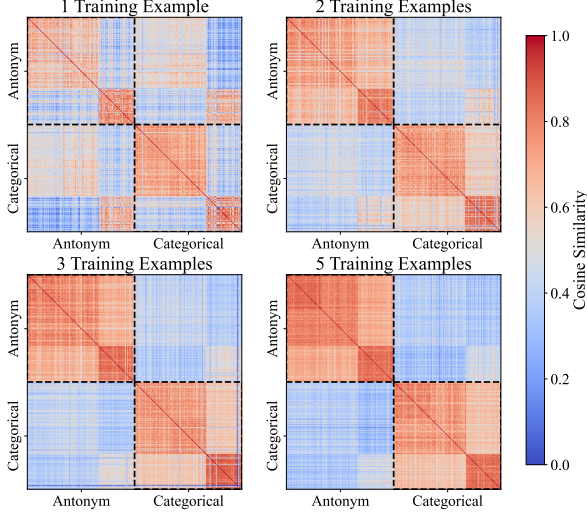 1 Training Example
2 Training Examples
Antonym
Categorical
Antonym
Categorical
Antonym
Categorical
Antonym
Categorical
3 Training Examples
5 Training Examples
Antonym
Categorical
Antonym
Categorical
Antonym
Categorical
Antonym
Categorical
1.0
0.8
0.6
0.4
0.2
0.0
Cosine Similarity